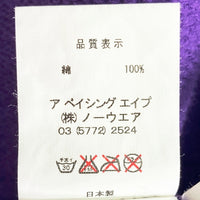 品質表示
綿 100%
ア ベイシング エイプ
(株) ノーウエア
03 (5772) 2524
日本製